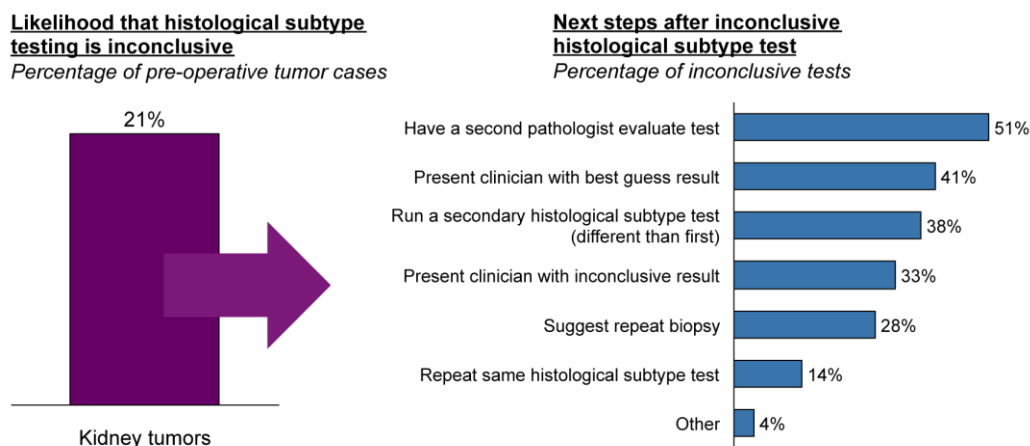 Likelihood that histological subtype
testing is inconclusive
Percentage of pre-operative tumor cases
21%
Kidney tumors
Next steps after inconclusive
histological subtype test
Percentage of inconclusive tests
Have a second pathologist evaluate test
51%
Present clinician with best guess result
41%
Run a secondary histological subtype test
(different than first)
38%
Present clinician with inconclusive result
33%
Suggest repeat biopsy
28%
Repeat same histological subtype test
14%
Other
4%